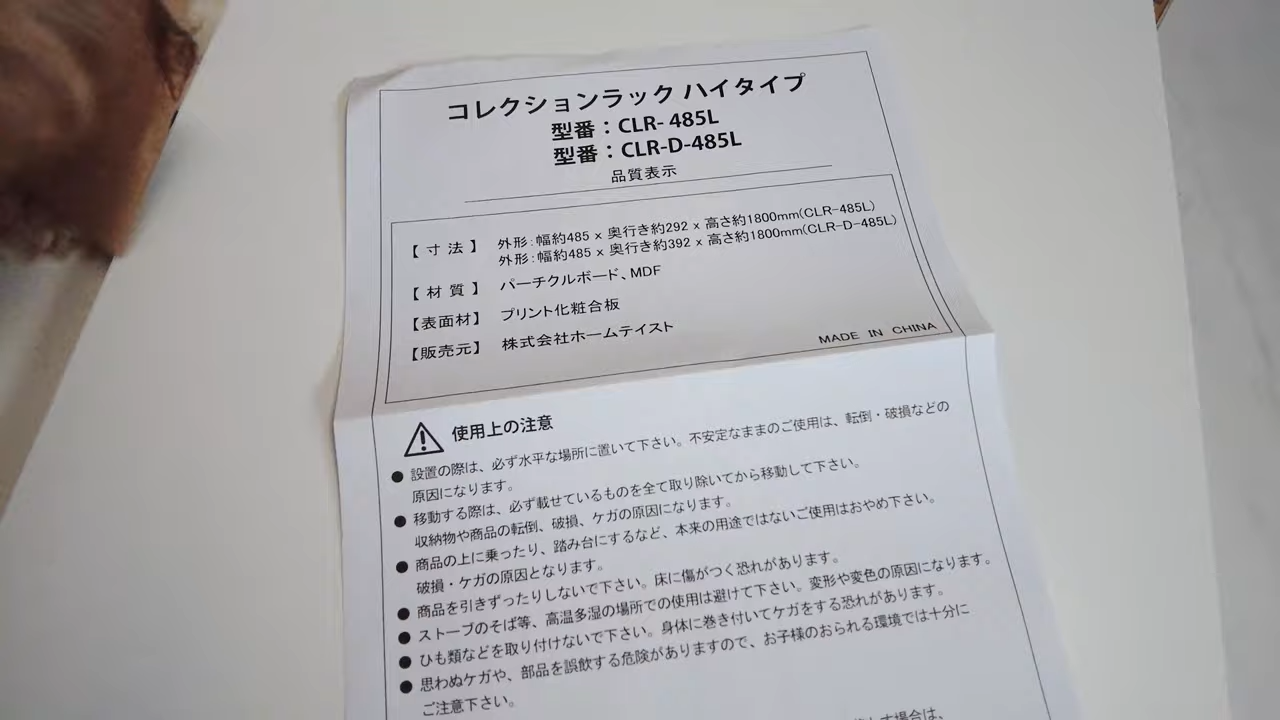 コレクションラック ハイタイプ
型番：CLR- 485L
型番：CLR-D-485L
品質表示
【 寸 法 】 外形：幅約485 x 奥行き約292 x 高さ約1800mm(CLR-485L)
外形：幅約485 x 奥行き約392 x 高さ約1800mm(CLR-D-485L)
【 材 質 】 パーチクルボード、MDF
【表面材】 プリント化粧合板
【販売元】 株式会社ホームテイスト
MADE IN CHINA
使用上の注意
● 設置の際は、必ず水平な場所に置いて下さい。不安定なままのご使用は、転倒・破損などの
原因になります。
● 移動する際は、必ず載せているものを全て取り除いてから移動して下さい。
収納物や商品の転倒、破損、ケガの原因になります。
● 商品の上に乗ったり、踏み台にするなど、本来の用途ではないご使用はおやめ下さい。
破損・ケガの原因となります。
● 商品を引きずったりしないで下さい。床に傷がつく恐れがあります。
● ストーブのそば等、高温多湿の場所での使用は避けて下さい。変形や変色の原因になります。
● ひも類などを取り付けないで下さい。身体に巻き付いてケガをする恐れがあります。
● 思わぬケガや、部品を誤飲する危険がありますので、お子様のおられる環境では十分に
ご注意下さい。
場合は、